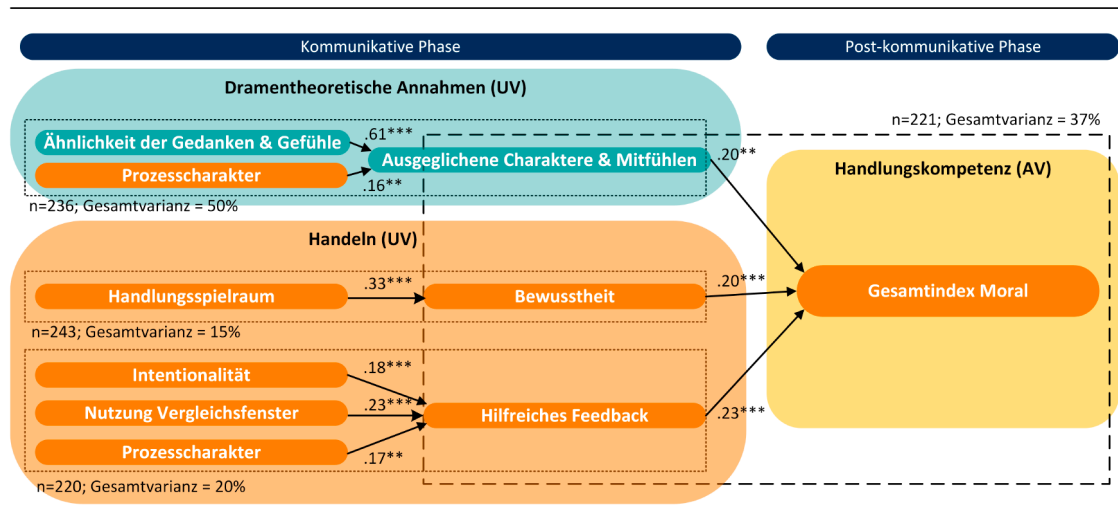 Kommunikative Phase
Post-kommunikative Phase
Dramentheoretische Annahmen (UV)
n=221; Gesamtvarianz = 37%
Ähnlichkeit der Gedanken & Gefühle
.61***
Ausgeglichene Charaktere & Mitfühlen
.20**
Prozesscharakter
.16**
n=236; Gesamtvarianz = 50%
Handlungskompetenz (AV)
Handeln (UV)
Handlungsspielraum
.33***
Bewusstheit
.20***
Gesamtindex Moral
n=243; Gesamtvarianz = 15%
Intentionalität
.18***
Nutzung Vergleichsfenster
.23***
Hilfreiches Feedback
.23***
Prozesscharakter
.17**
n=220; Gesamtvarianz = 20%